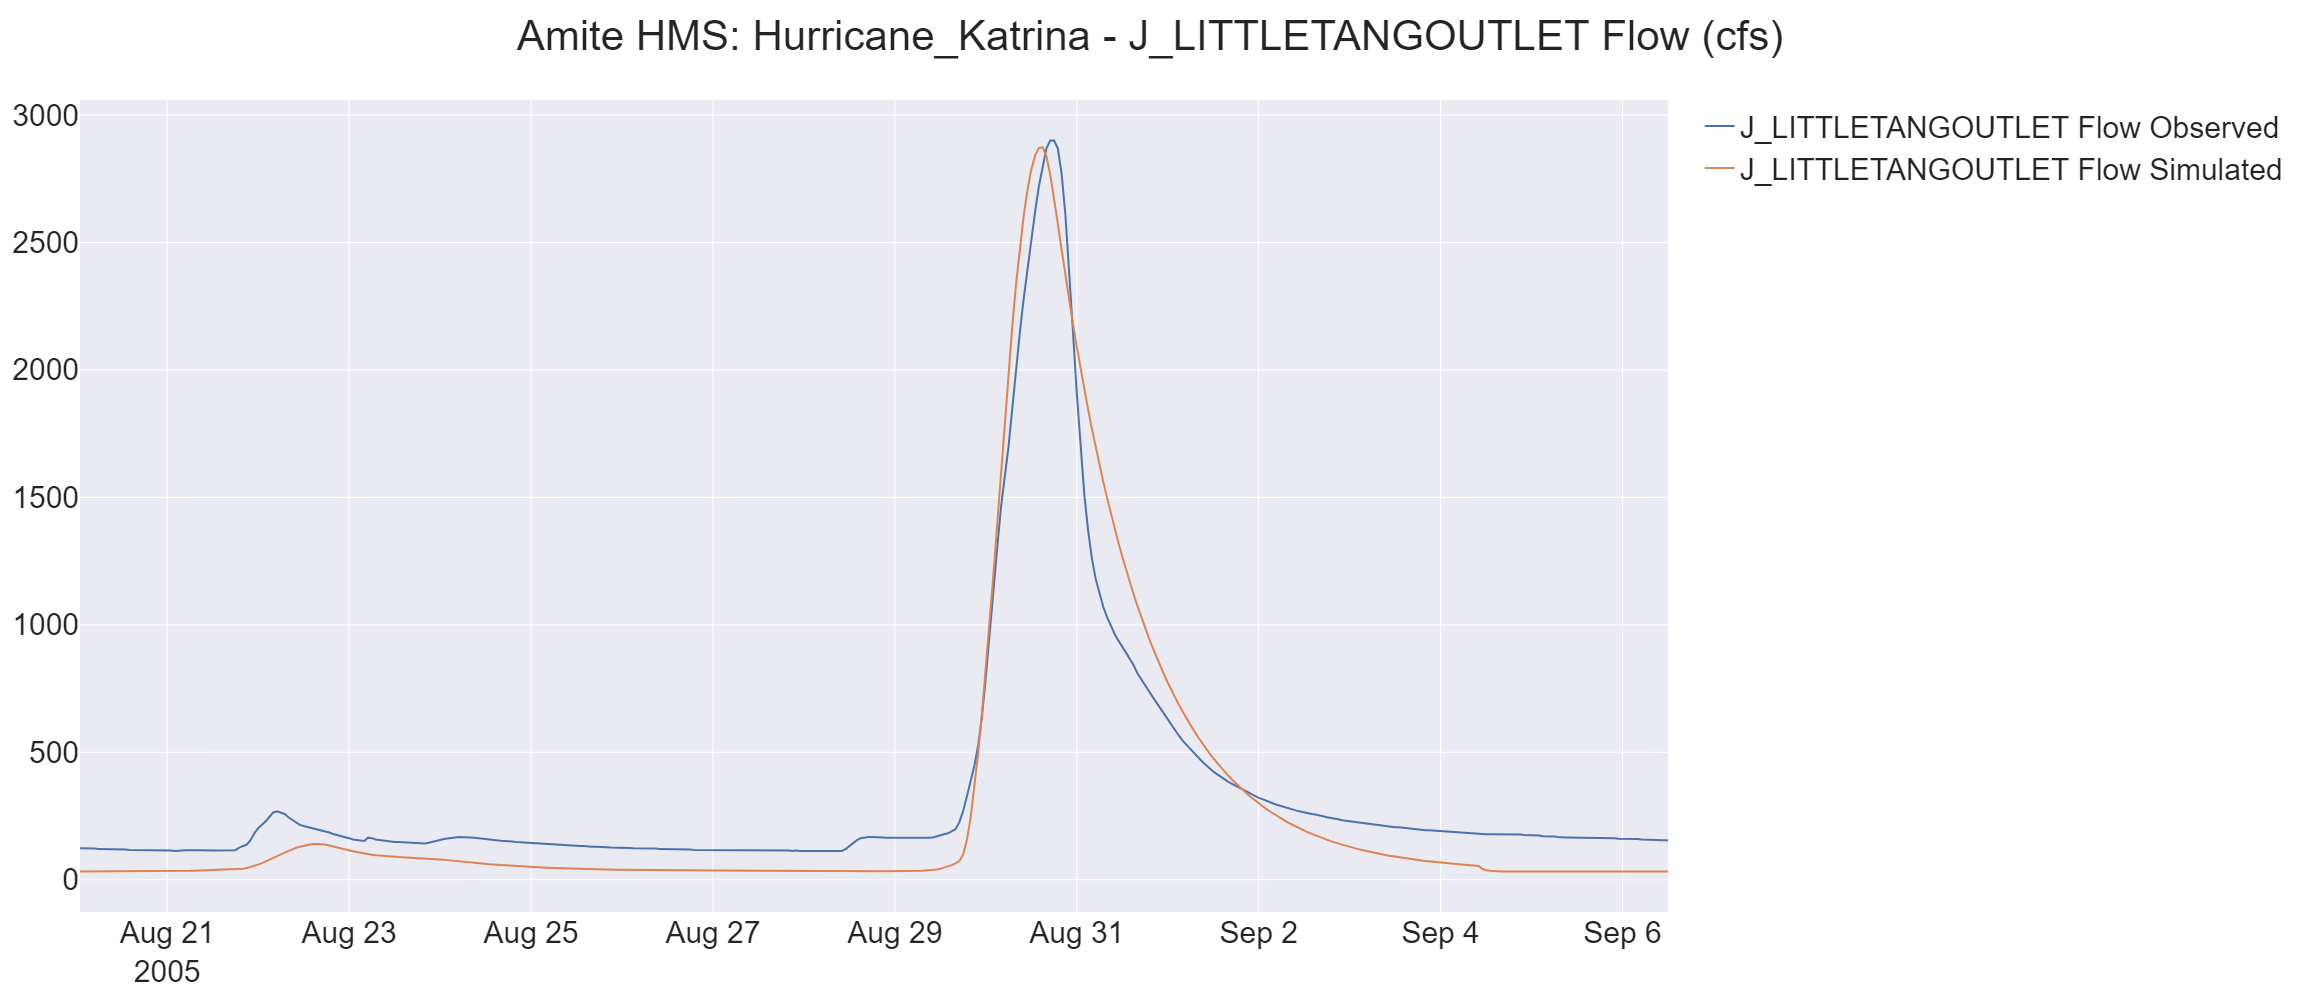 Amite HMS: Hurricane_Katrina - J_LITTLETANGOUTLET Flow (cfs)
3000
2500
2000
1500
1000
500
0
Aug 21
2005
Aug 23
Aug 25
Aug 27
Aug 29
Aug 31
Sep 2
Sep 4
Sep 6
J_LITTLETANGOUTLET Flow Observed
J_LITTLETANGOUTLET Flow Simulated